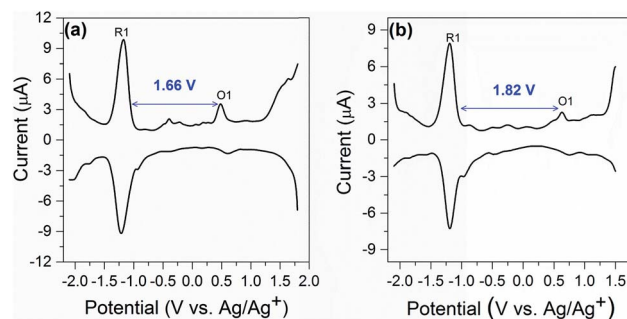 (a)
R1
1.66 V
O1
Current (μA)
12
9
6
3
0
-3
-6
-9
-12
-2.0 -1.5 -1.0 -0.5 0.0 0.5 1.0 1.5 2.0
Potential (V vs. Ag/Ag+)
(b)
R1
1.82 V
O1
Current (μA)
9
6
3
0
-3
-6
-9
-2.0 -1.5 -1.0 -0.5 0.0 0.5 1.0 1.5
Potential (V vs. Ag/Ag+)